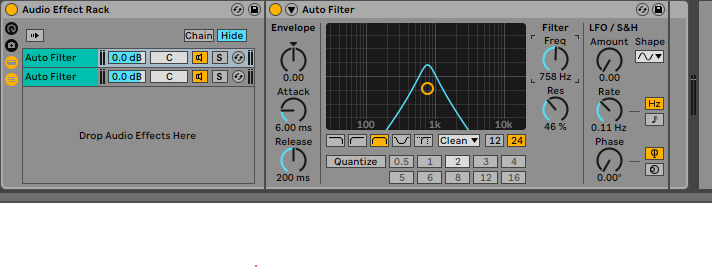 Audio Effect Rack
Chain Hide
Auto Filter 0.0 dB C S
Auto Filter 0.0 dB C S
Drop Audio Effects Here
Auto Filter
Envelope
0.00
Attack
6.00 ms
Release
200 ms
100 1k 10k
Clean 12 24
Quantize 0.5 1 2 3 4
5 6 8 12 16
Filter
Freq
758 Hz
Res
46 %
LFO / S&H
Amount Shape
0.00
Rate
Hz
0.11 Hz
Phase
0.00°